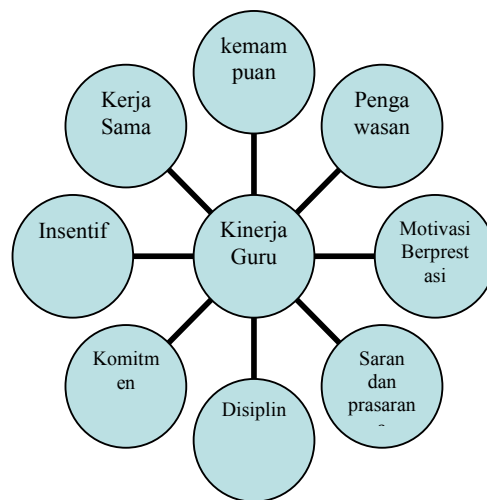 kemam
puan
Kerja
Sama
Penga
wasan
Insentif
Kinerja
Guru
Motivasi
Berprest
asi
Komitm
en
Disiplin
Saran
dan
prasaran